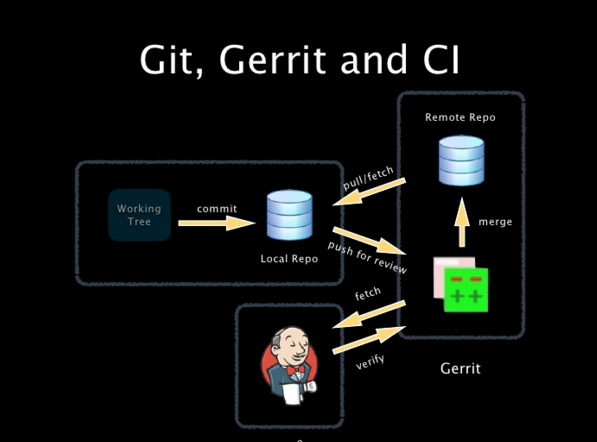 Git, Gerrit and CI
Remote Repo
pull/fetch
Working
Tree
commit
merge
Local Repo
push for review
fetch
verify
Gerrit